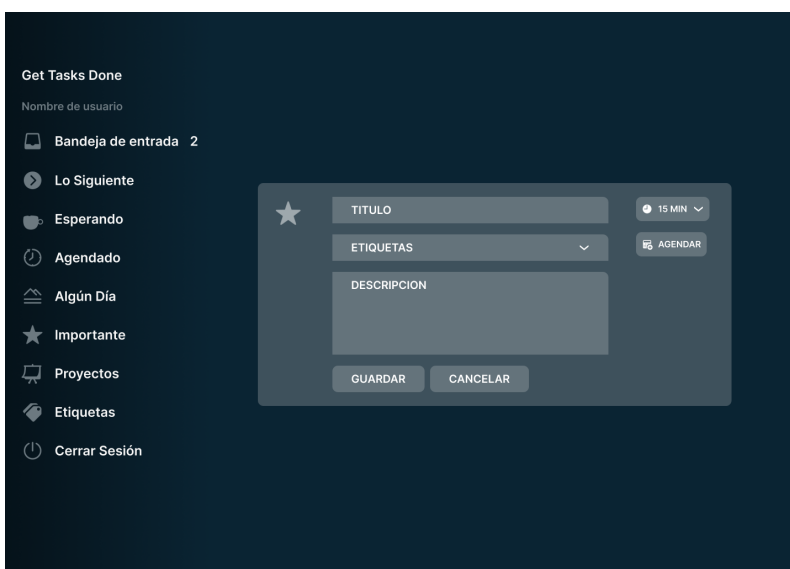 Get Tasks Done
Nombre de usuario
Bandeja de entrada 2
Lo Siguiente
Esperando
Agendado
Algún Día
Importante
Proyectos
Etiquetas
Cerrar Sesión
TITULO
15 MIN
ETIQUETAS
AGENDAR
DESCRIPCION
GUARDAR CANCELAR